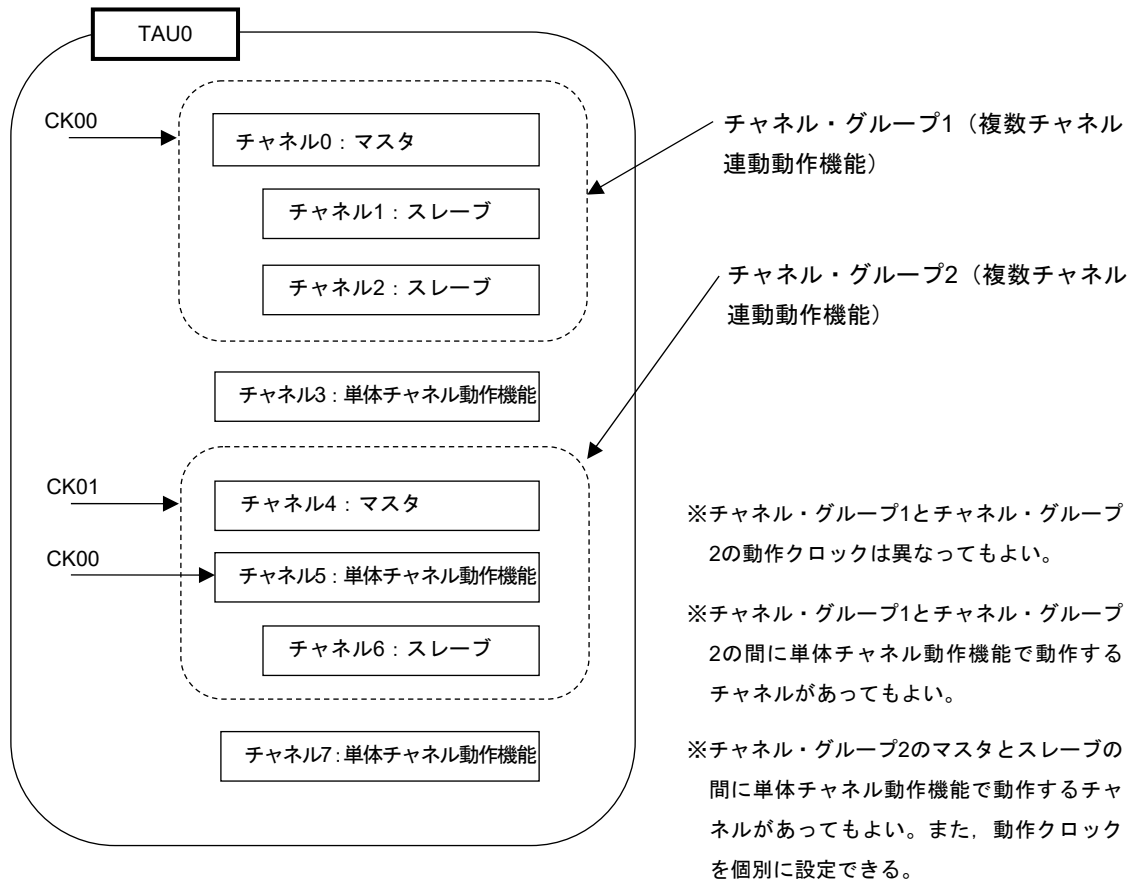 TAU0
CK00
チャネル0：マスタ
チャネル1：スレーブ
チャネル2：スレーブ
チャネル・グループ1（複数チャネル
連動動作機能）
チャネル3：単体チャネル動作機能
チャネル・グループ2（複数チャネル
連動動作機能）
CK01
チャネル4：マスタ
CK00
チャネル5：単体チャネル動作機能
チャネル6：スレーブ
チャネル7：単体チャネル動作機能
※チャネル・グループ1とチャネル・グループ
2の動作クロックは異なってもよい。
※チャネル・グループ1とチャネル・グループ
2の間に単体チャネル動作機能で動作する
チャネルがあってもよい。
※チャネル・グループ2のマスタとスレーブの
間に単体チャネル動作機能で動作するチャ
ネルがあってもよい。また，動作クロック
を個別に設定できる。